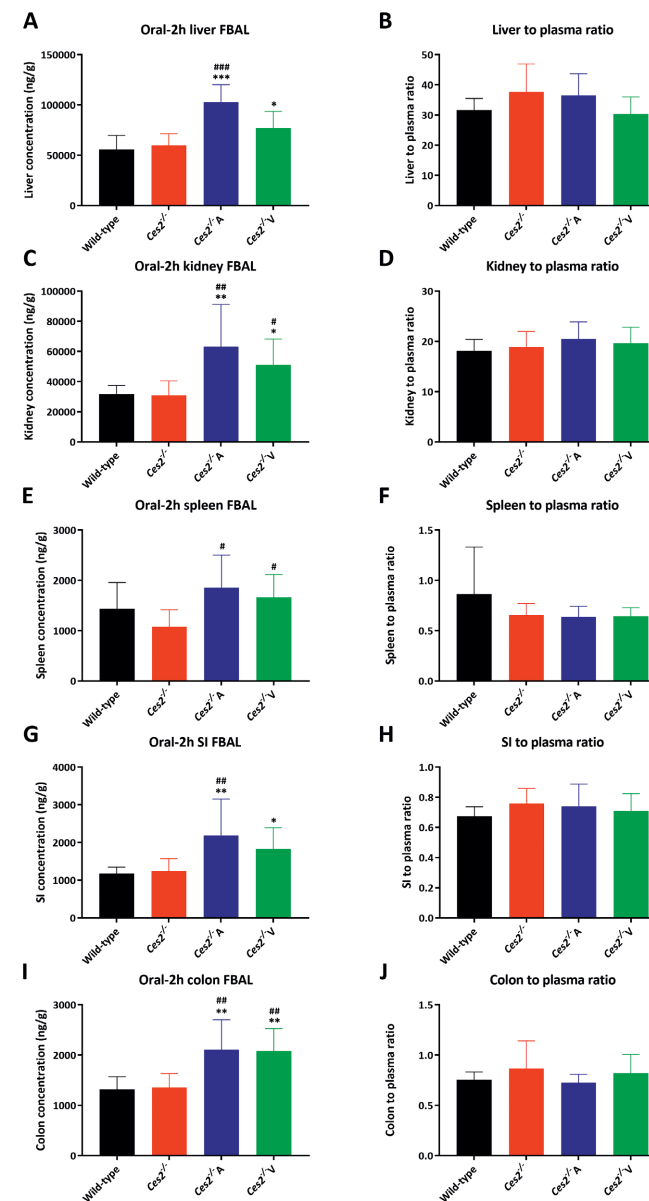 A
Oral-2h liver FBAL
Liver concentration (ng/g)
150000
100000
50000
0
###
***
*
Wild-type
Ces2-/-
Ces2-/-A
Ces2-/-V
B
Liver to plasma ratio
Liver to plasma ratio
50
40
30
20
10
0
Wild-type
Ces2-/-
Ces2-/-A
Ces2-/-V
C
Oral-2h kidney FBAL
Kidney concentration (ng/g)
100000
80000
60000
40000
20000
0
##
**
#
*
Wild-type
Ces2-/-
Ces2-/-A
Ces2-/-V
D
Kidney to plasma ratio
Kidney to plasma ratio
30
20
10
0
Wild-type
Ces2-/-
Ces2-/-A
Ces2-/-V
E
Oral-2h spleen FBAL
Spleen concentration (ng/g)
3000
2000
1000
0
#
#
Wild-type
Ces2-/-
Ces2-/-A
Ces2-/-V
F
Spleen to plasma ratio
Spleen to plasma ratio
1.5
1.0
0.5
0.0
Wild-type
Ces2-/-
Ces2-/-A
Ces2-/-V
G
Oral-2h SI FBAL
SI concentration (ng/g)
4000
3000
2000
1000
0
##
**
*
Wild-type
Ces2-/-
Ces2-/-A
Ces2-/-V
H
SI to plasma ratio
SI to plasma ratio
1.0
0.8
0.6
0.4
0.2
0.0
Wild-type
Ces2-/-
Ces2-/-A
Ces2-/-V
I
Oral-2h colon FBAL
Colon concentration (ng/g)
3000
2000
1000
0
##
**
##
**
Wild-type
Ces2-/-
Ces2-/-A
Ces2-/-V
J
Colon to plasma ratio
Colon to plasma ratio
1.5
1.0
0.5
0.0
Wild-type
Ces2-/-
Ces2-/-A
Ces2-/-V